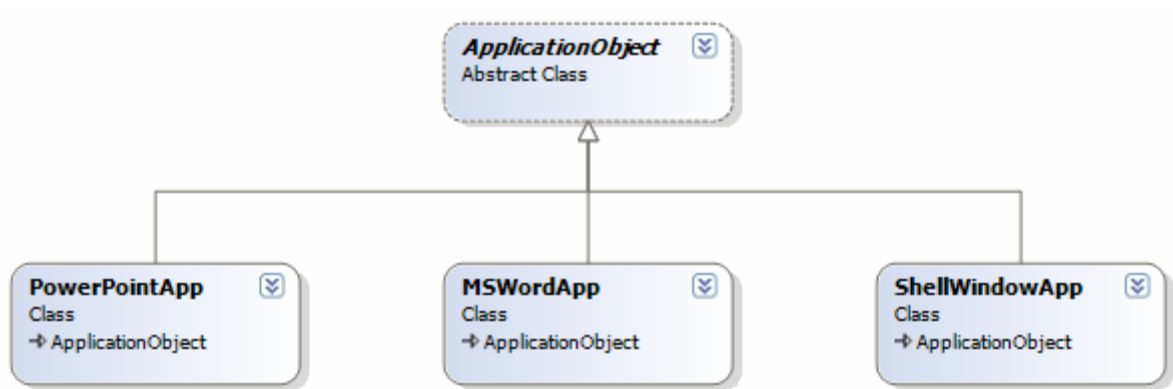 ApplicationObject
Abstract Class
PowerPointApp
Class
ApplicationObject
MSWordApp
Class
ApplicationObject
ShellWindowApp
Class
ApplicationObject